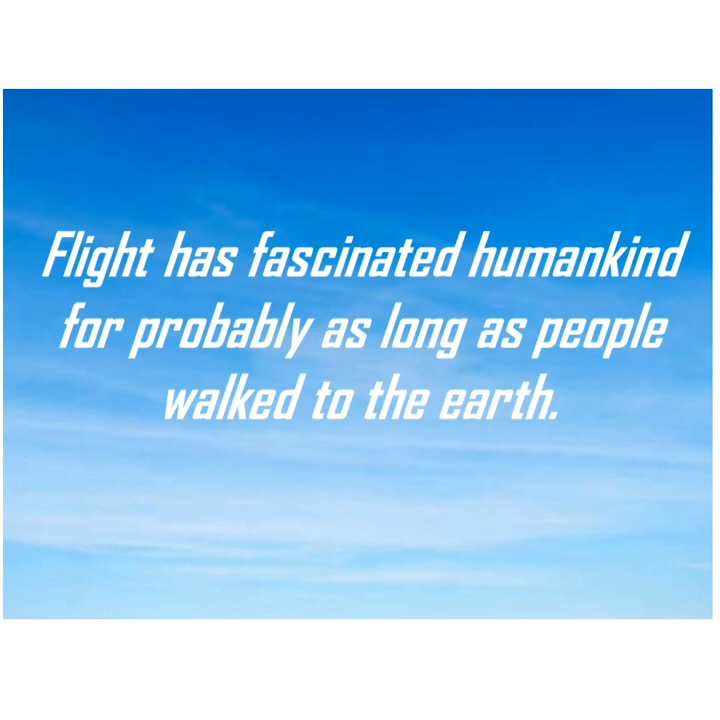 Flight has fascinated humankind
for probably as long as people
walked to the earth.